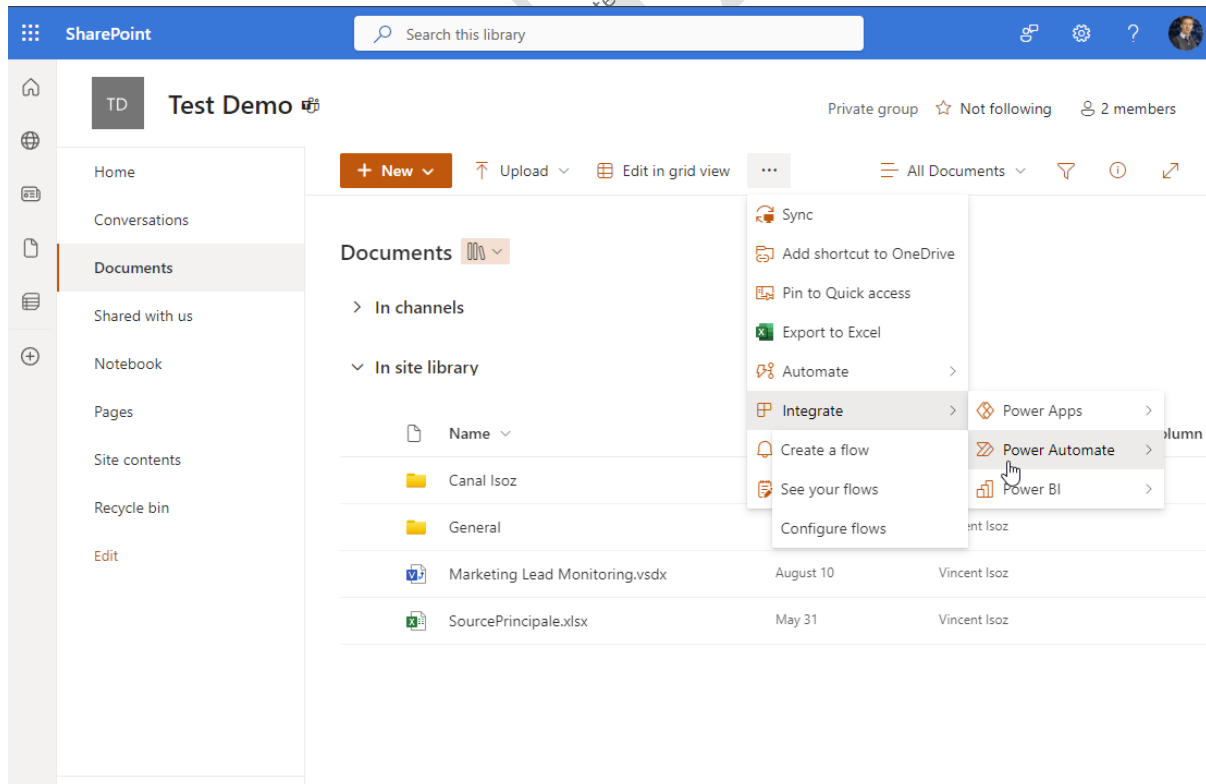 SharePoint
Search this library
TD
Test Demo
Private group
Not following
2 members
Home
Conversations
Documents
Shared with us
Notebook
Pages
Site contents
Recycle bin
Edit
+ New
Upload
Edit in grid view
...
All Documents
Sync
Add shortcut to OneDrive
Pin to Quick access
Export to Excel
Automate
Integrate
Power Apps
Power Automate
Power BI
Create a flow
See your flows
Configure flows
Documents
In channels
In site library
Name
Canal Isoz
General
Isoz
Marketing Lead Monitoring.vsdx
August 10
Vincent Isoz
SourcePrincipale.xlsx
May 31
Vincent Isoz